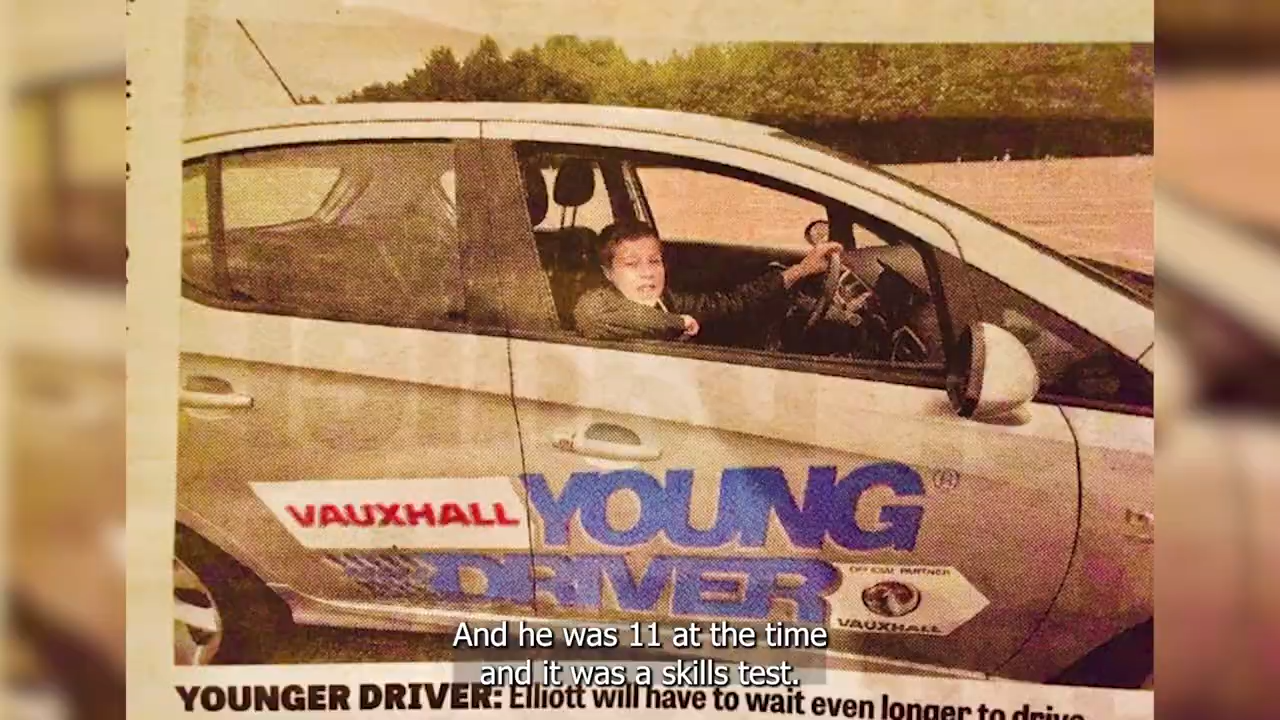 VAUXHALL YOUNG ®
DRIVER
OFFICIAL PARTNER
VAUXHALL
And he was 11 at the time
and it was a skills test.
YOUNGER DRIVER: Elliott will have to wait even longer to drive